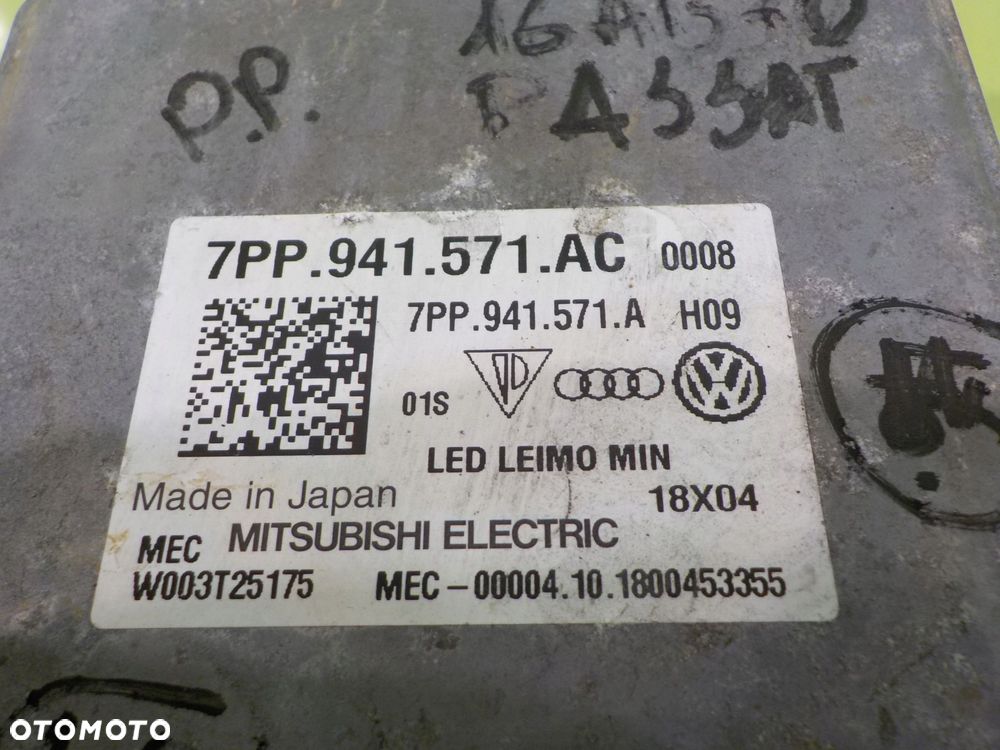 P.P.
PASSAT
7PP.941.571.AC 0008
7PP.941.571.A H09
01S
LED LEIMO MIN
Made in Japan 18X04
MEC MITSUBISHI ELECTRIC
W003T25175 MEC-00004.10.1800453355
OTOMOTO